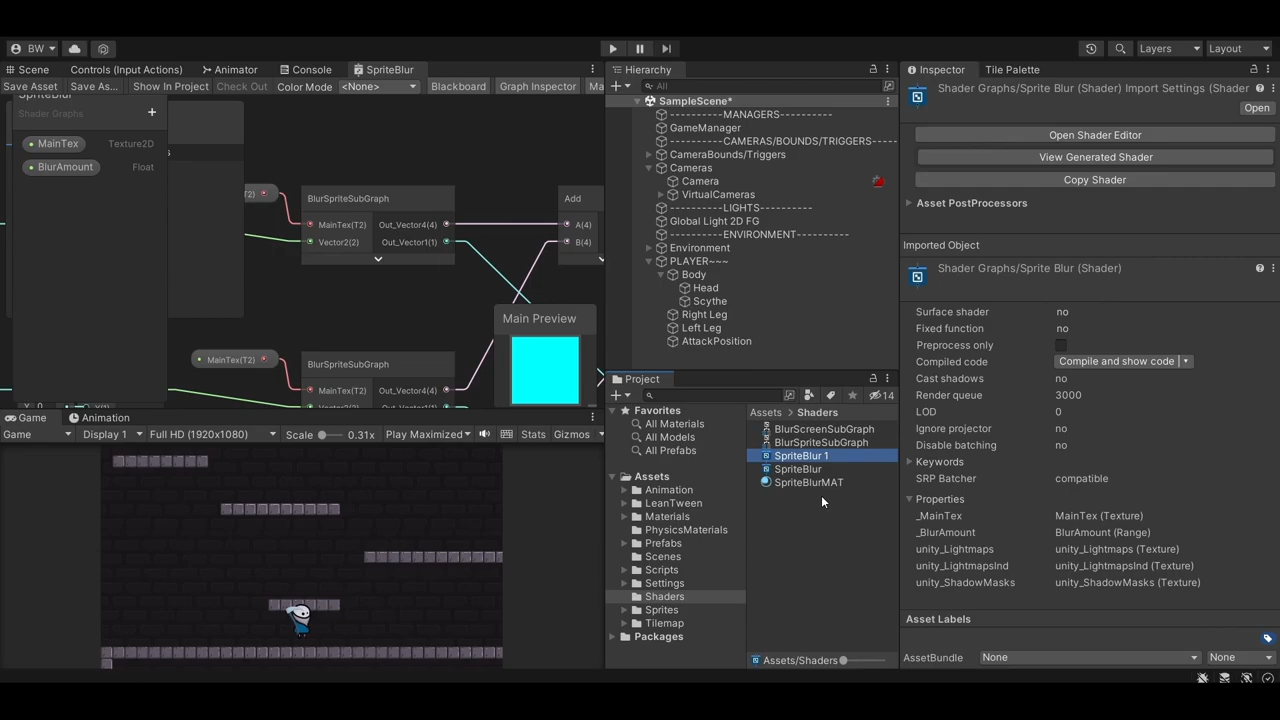 BW Layers Layout
Scene Controls (Input Actions) Animator Console SpriteBlur
Save Asset Save As... Show In Project Check Out Color Mode <None> Blackboard Graph Inspector Ma
SpriteBlur
Shader Graphs
MainTex Texture2D
BlurAmount Float
s
T2)
BlurSpriteSubGraph
MainTex(T2) Out_Vector4(4)
Vector2(2) Out_Vector1(1)
Add
A(4)
B(4)
MainTex(T2)
BlurSpriteSubGraph
MainTex(T2) Out_Vector4(4)
Vector2(2) Out_Vector1(1)
Main Preview
Game Animation
Game Display 1 Full HD (1920x1080) Scale 0.31x Play Maximized Stats Gizmos
Hierarchy
All
SampleScene*
----------MANAGERS----------
GameManager
----------CAMERAS/BOUNDS/TRIGGERS-----
CameraBounds/Triggers
Cameras
Camera
VirtualCameras
----------LIGHTS----------
Global Light 2D FG
----------ENVIRONMENT----------
Environment
PLAYER~~~
Body
Head
Scythe
Right Leg
Left Leg
AttackPosition
Project
14
Favorites
All Materials
All Models
All Prefabs
Assets
Animation
LeanTween
Materials
PhysicsMaterials
Prefabs
Scenes
Scripts
Settings
Shaders
Sprites
Tilemap
Packages
Assets > Shaders
BlurScreenSubGraph
BlurSpriteSubGraph
SpriteBlur 1
SpriteBlur
SpriteBlurMAT
Assets/Shaders
Inspector Tile Palette
Shader Graphs/Sprite Blur (Shader) Import Settings (Shader
Open
Open Shader Editor
View Generated Shader
Copy Shader
Asset PostProcessors
Imported Object
Shader Graphs/Sprite Blur (Shader)
Surface shader no
Fixed function no
Preprocess only
Compiled code Compile and show code
Cast shadows no
Render queue 3000
LOD 0
Ignore projector no
Disable batching no
Keywords
SRP Batcher compatible
Properties
_MainTex MainTex (Texture)
_BlurAmount BlurAmount (Range)
unity_Lightmaps unity_Lightmaps (Texture)
unity_LightmapsInd unity_LightmapsInd (Texture)
unity_ShadowMasks unity_ShadowMasks (Texture)
Asset Labels
AssetBundle None None